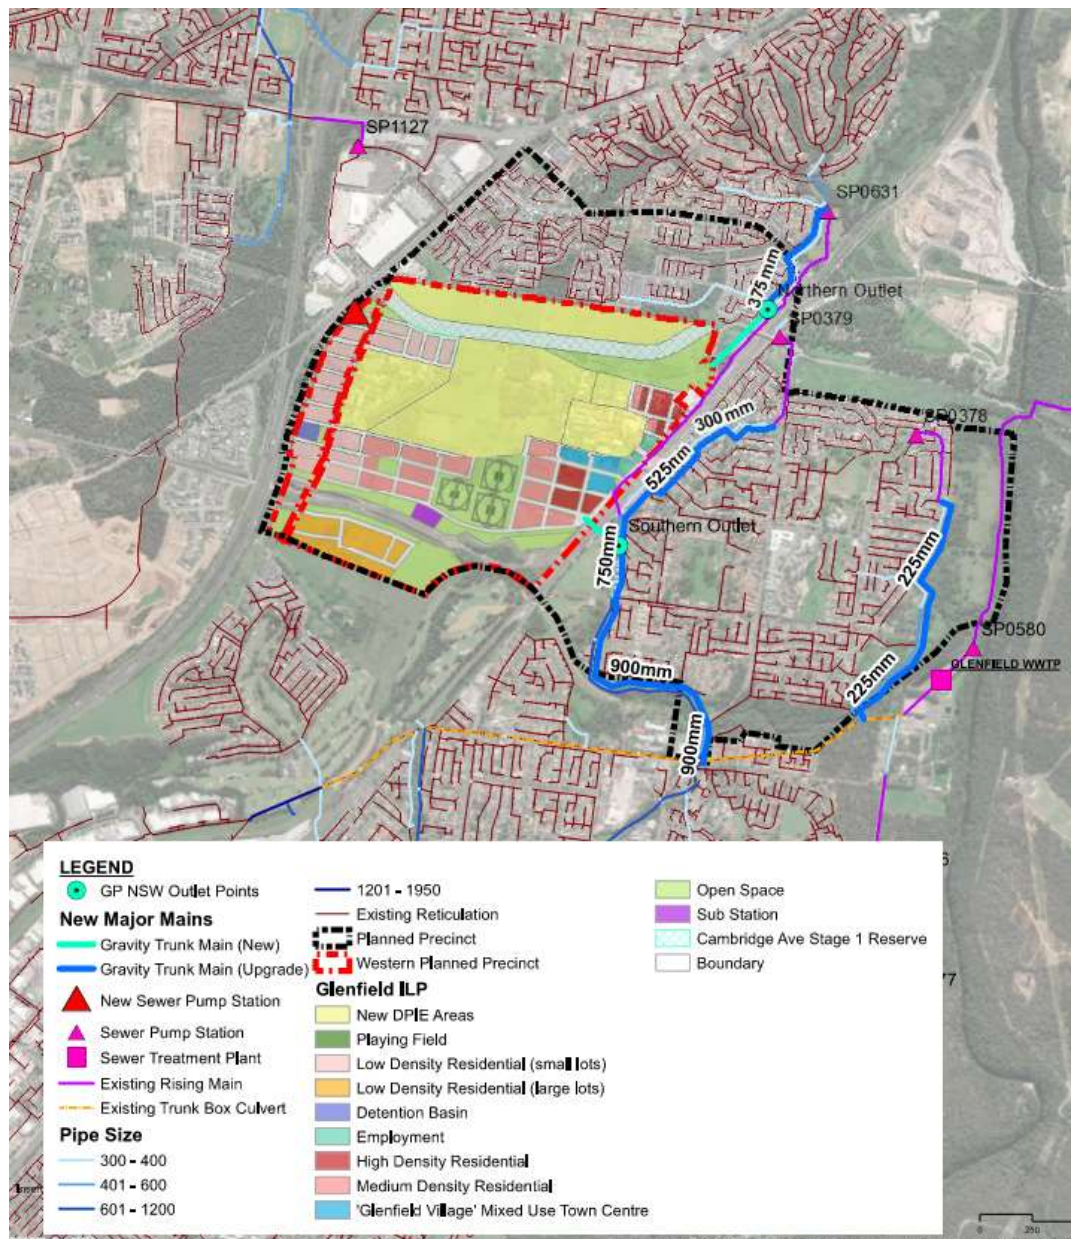 SP1127
SP0631
375mm
Northern Outlet
SP0379
300mm
SP0378
525mm
Southern Outlet
750mm
225mm
SP0580
GLENFIELD WWTP
900mm
225mm
900mm
LEGEND
GP NSW Outlet Points
New Major Mains
Gravity Trunk Main (New)
Gravity Trunk Main (Upgrade)
New Sewer Pump Station
Sewer Pump Station
Sewer Treatment Plant
Existing Rising Main
Existing Trunk Box Culvert
Pipe Size
300 - 400
401 - 600
601 - 1200
1201 - 1950
Existing Reticulation
Planned Precinct
Western Planned Precinct
Glenfield ILP
New DPIE Areas
Playing Field
Low Density Residential (small lots)
Low Density Residential (large lots)
Detention Basin
Employment
High Density Residential
Medium Density Residential
'Glenfield Village' Mixed Use Town Centre
Open Space
Sub Station
Cambridge Ave Stage 1 Reserve
Boundary
77
0 250